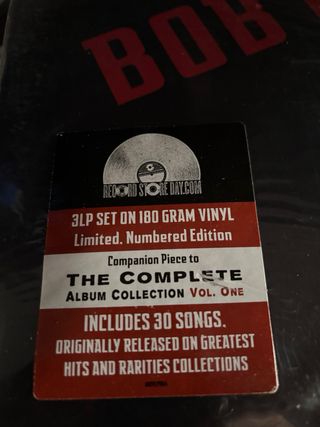 BOB
RECORD STORE DAY.COM
3LP SET ON 180 GRAM VINYL
Limited, Numbered Edition
Companion Piece to
THE COMPLETE
ALBUM COLLECTION VOL. ONE
INCLUDES 30 SONGS,
ORIGINALLY RELEASED ON GREATEST
HITS AND RARITIES COLLECTIONS